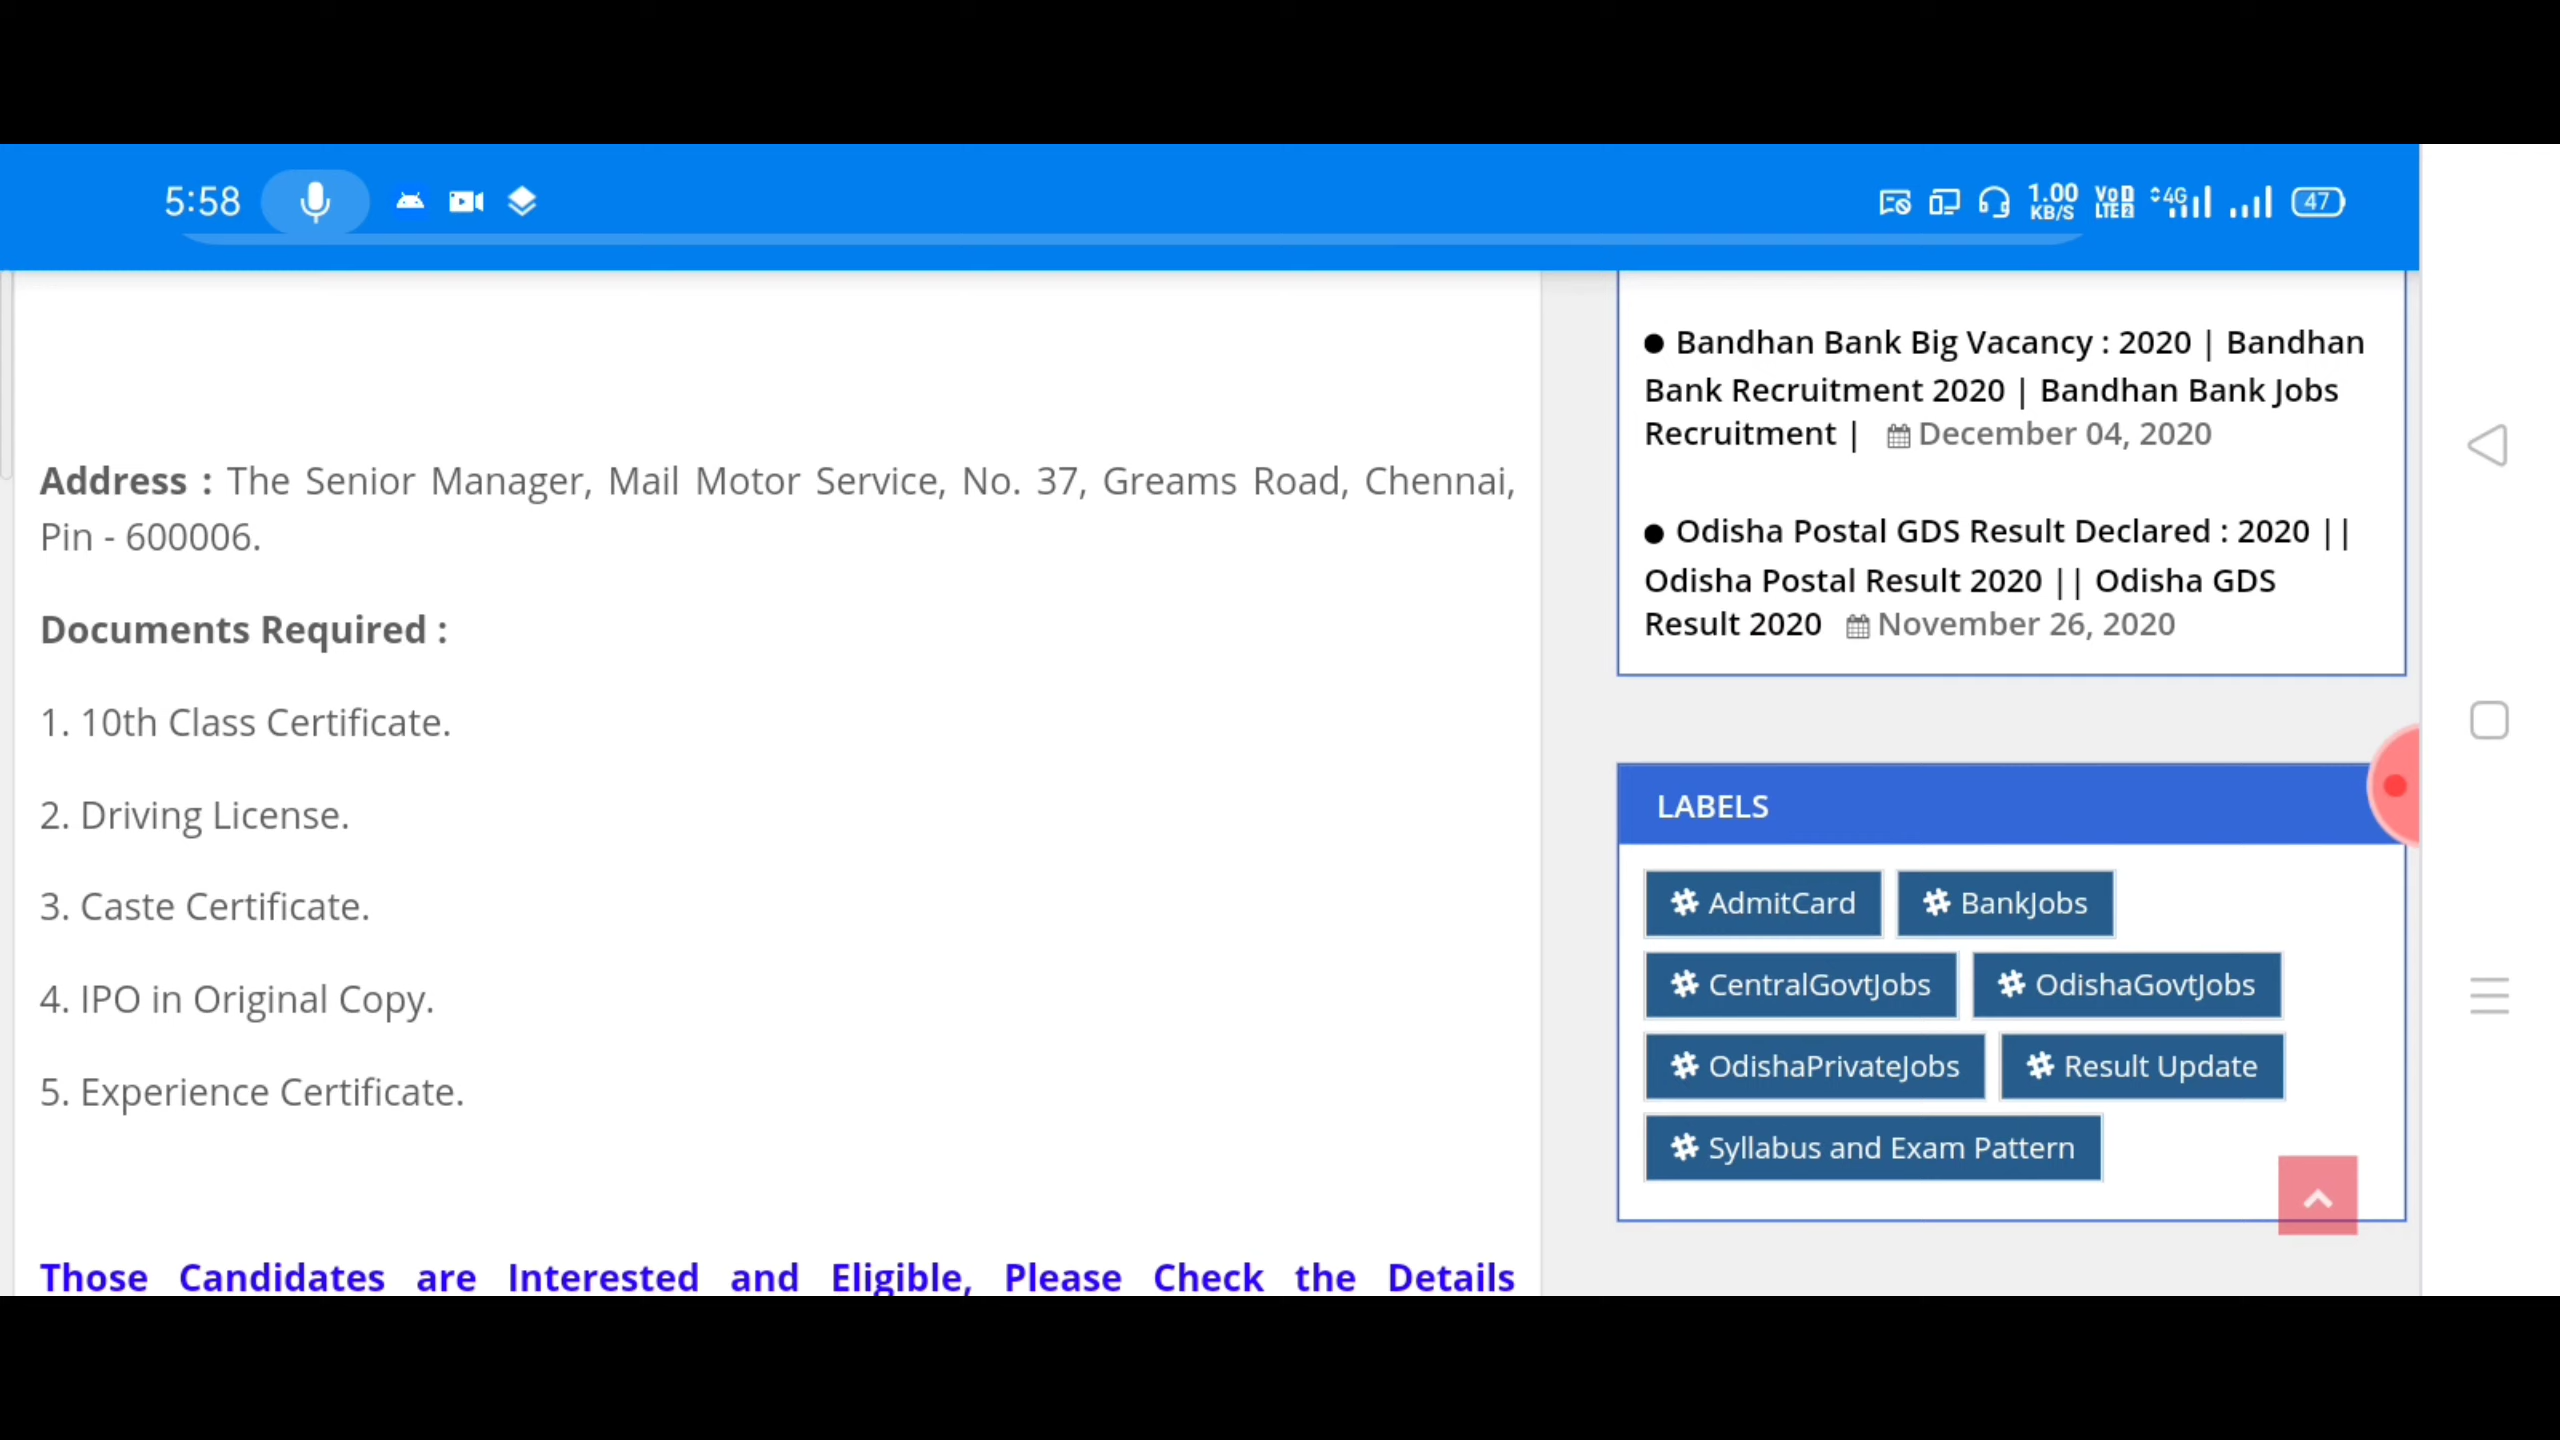 5:58
1.00
KB/S
VoD
LTE 2
4G
47
Address : The Senior Manager, Mail Motor Service, No. 37, Greams Road, Chennai,
Pin - 600006.
Documents Required :
1. 10th Class Certificate.
2. Driving License.
3. Caste Certificate.
4. IPO in Original Copy.
5. Experience Certificate.
Those Candidates are Interested and Eligible, Please Check the Details
● Bandhan Bank Big Vacancy : 2020 | Bandhan
Bank Recruitment 2020 | Bandhan Bank Jobs
Recruitment | December 04, 2020
● Odisha Postal GDS Result Declared : 2020 ||
Odisha Postal Result 2020 || Odisha GDS
Result 2020 November 26, 2020
LABELS
# AdmitCard # BankJobs
# CentralGovtJobs # OdishaGovtJobs
# OdishaPrivateJobs # Result Update
# Syllabus and Exam Pattern